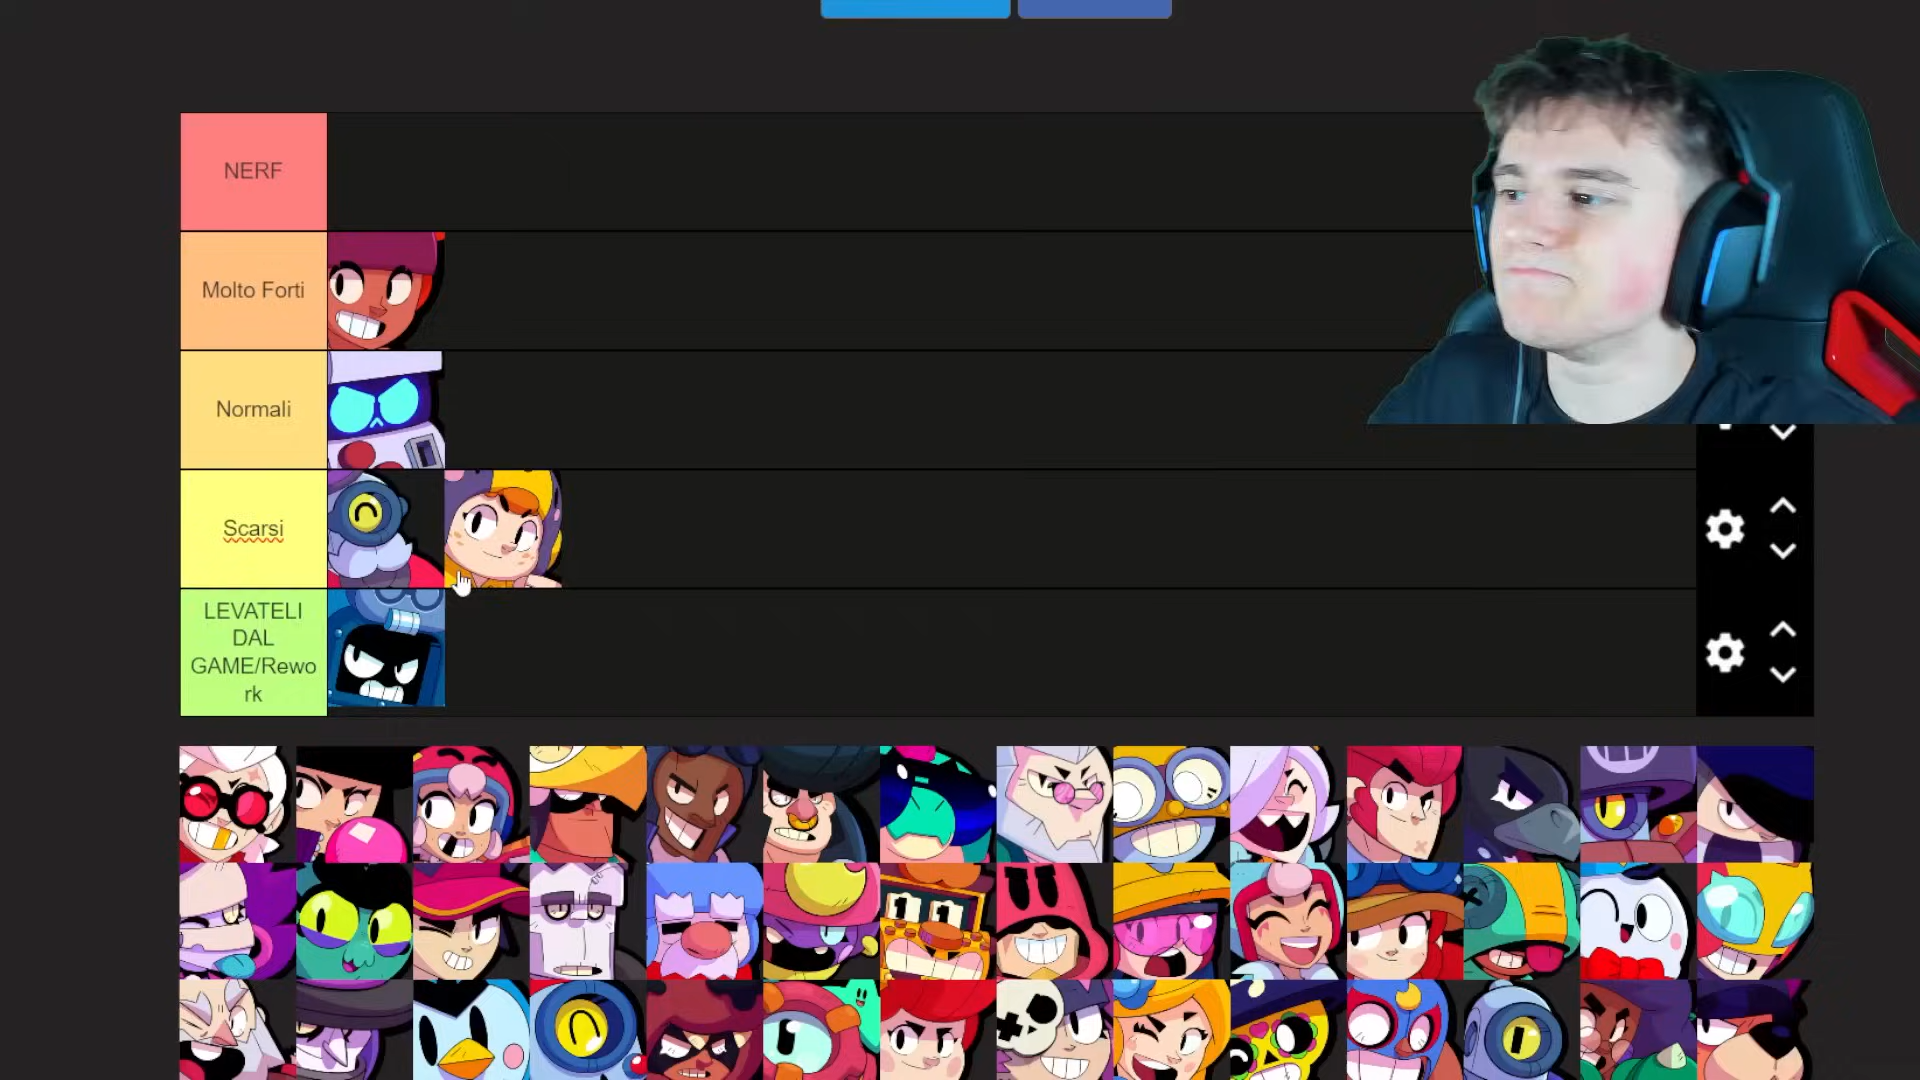 NERF
Molto Forti
Normali
Scarsi
LEVATELI
DAL
GAME/Rewo
rk